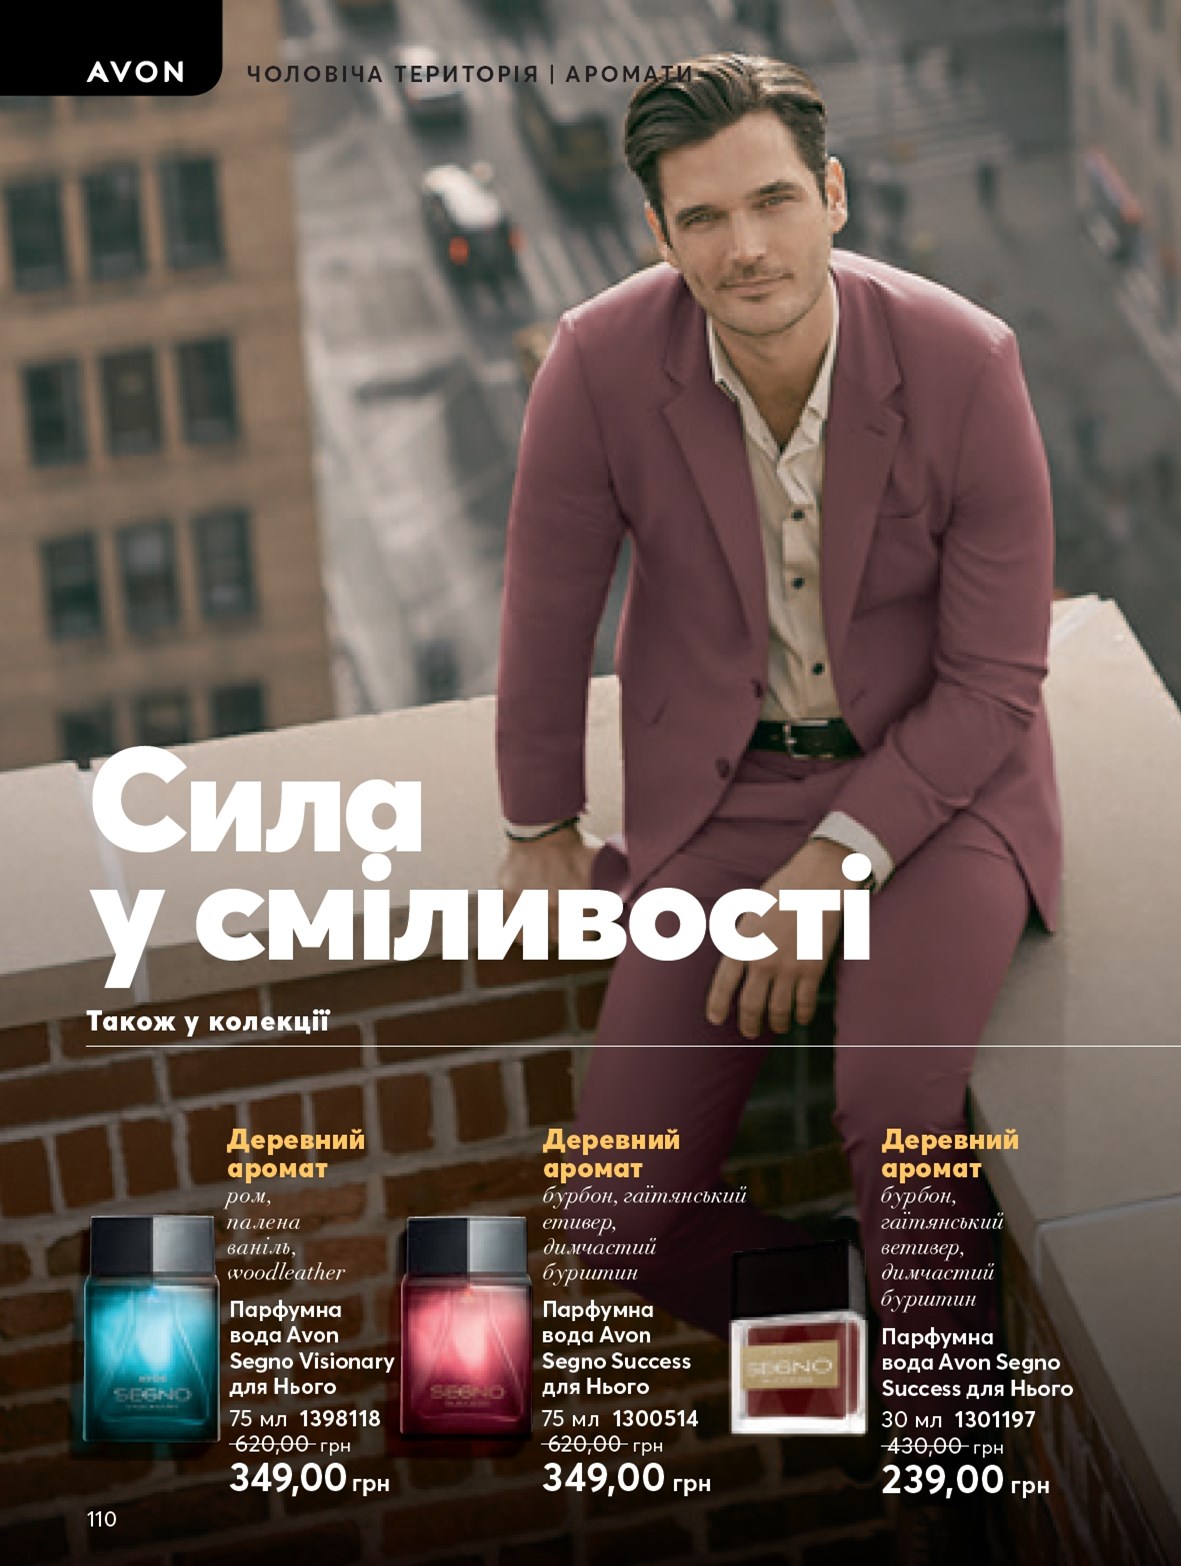 AVON
ЧОЛОВІЧА ТЕРИТОРІЯ | АРОМАТИ
Сила
у сміливості
Також у колекції
Деревний
аромат
ром,
палена
ваніль,
woodleather
Парфумна
вода Avon
Segno Visionary
для Нього
75 мл 1398118
620,00 грн
349,00 грн
Деревний
аромат
бурбон, гаїтянський
етивер,
димчастий
бурштин
Парфумна
вода Avon
Segno Success
для Нього
75 мл 1300514
620,00 грн
349,00 грн
Деревний
аромат
бурбон,
гаїтянський
ветивер,
димчастий
бурштин
Парфумна
вода Avon Segno
Success для Нього
30 мл 1301197
430,00 грн
239,00 грн
SEGNO
SEGNO
SEGNO
110